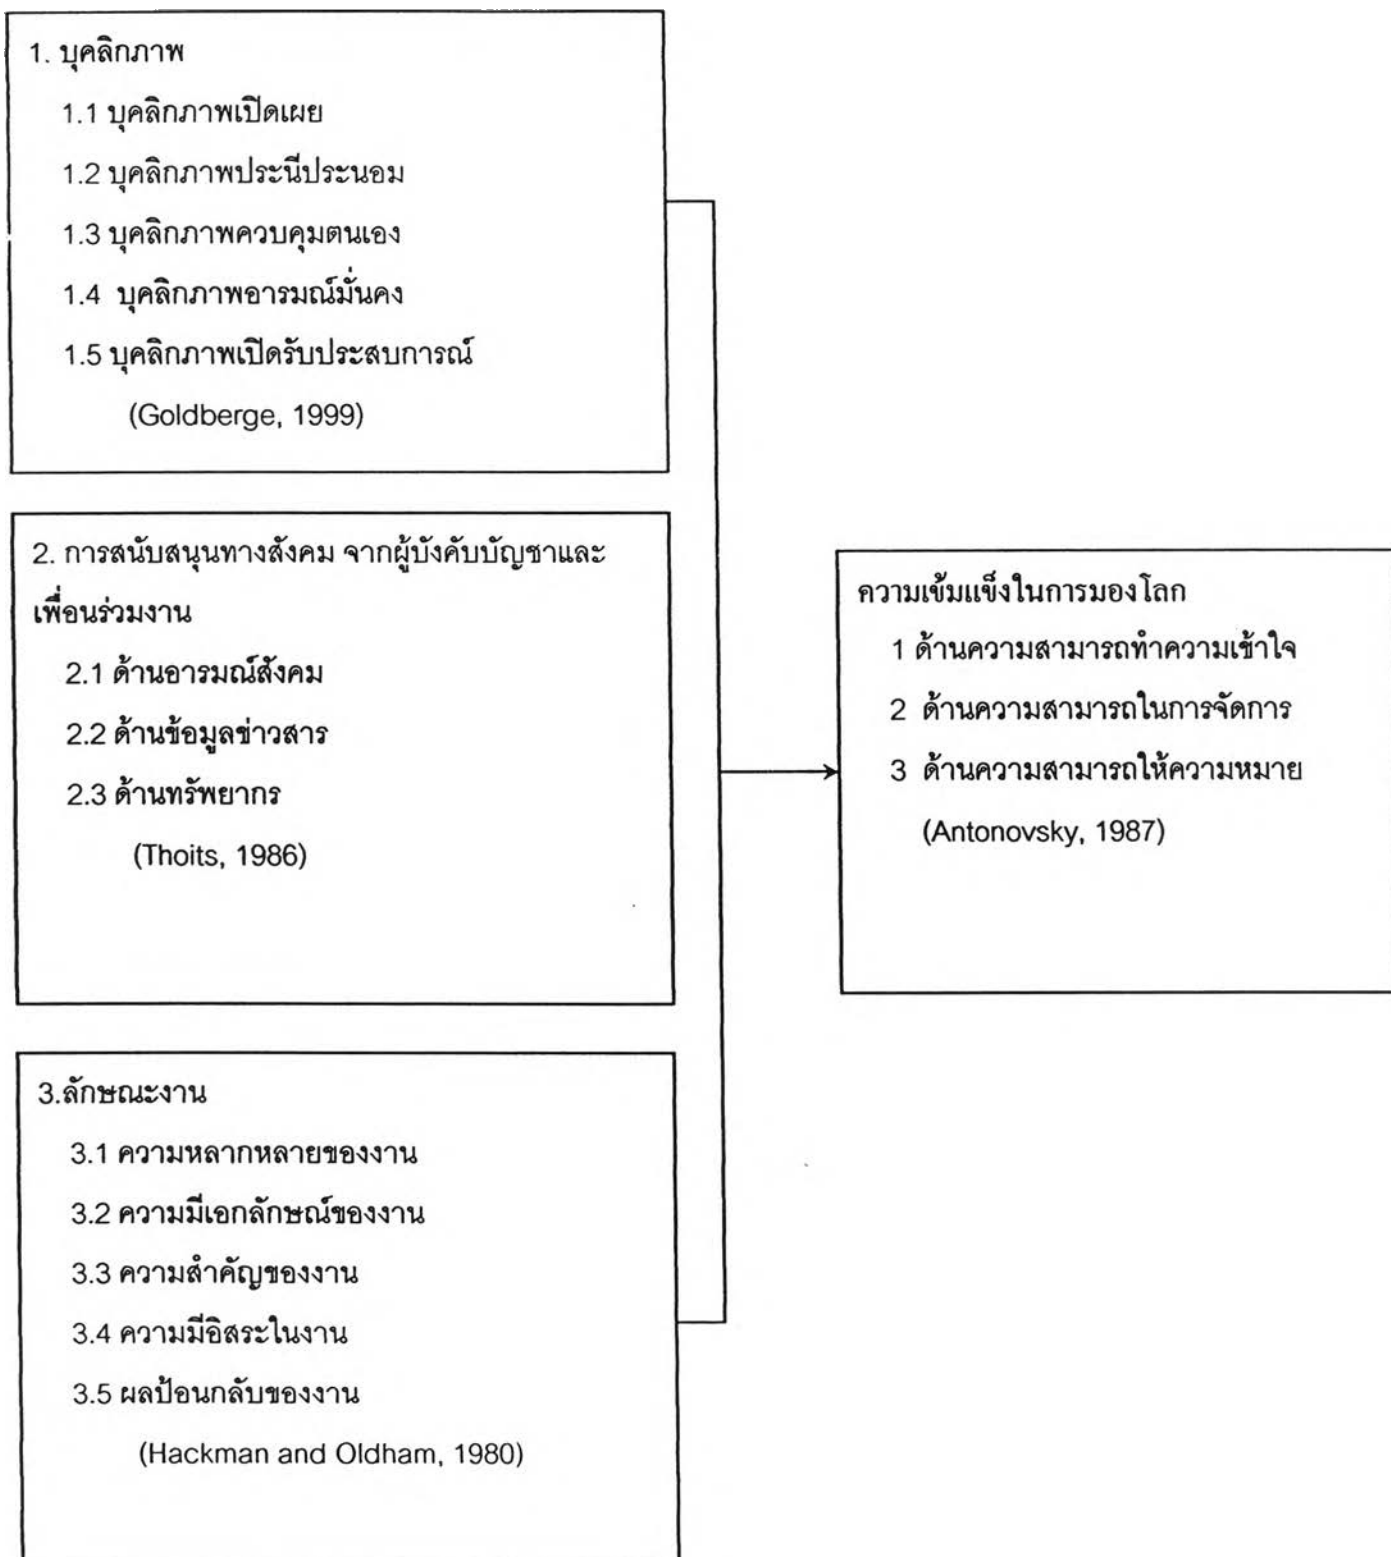 1. บุคลิกภาพ
1.1 บุคลิกภาพเปิดเผย
1.2 บุคลิกภาพประนีประนอม
1.3 บุคลิกภาพควบคุมตนเอง
1.4 บุคลิกภาพอารมณ์มั่นคง
1.5 บุคลิกภาพเปิดรับประสบการณ์
(Goldberge, 1999)
2. การสนับสนุนทางสังคม จากผู้บังคับบัญชาและ
เพื่อนร่วมงาน
2.1 ด้านอารมณ์สังคม
2.2 ด้านข้อมูลข่าวสาร
2.3 ด้านทรัพยากร
(Thoits, 1986)
3.ลักษณะงาน
3.1 ความหลากหลายของงาน
3.2 ความมีเอกลักษณ์ของงาน
3.3 ความสำคัญของงาน
3.4 ความมีอิสระในงาน
3.5 ผลป้อนกลับของงาน
(Hackman and Oldham, 1980)
ความเข้มแข็งในการมองโลก
1 ด้านความสามารถทำความเข้าใจ
2 ด้านความสามารถในการจัดการ
3 ด้านความสามารถให้ความหมาย
(Antonovsky, 1987)